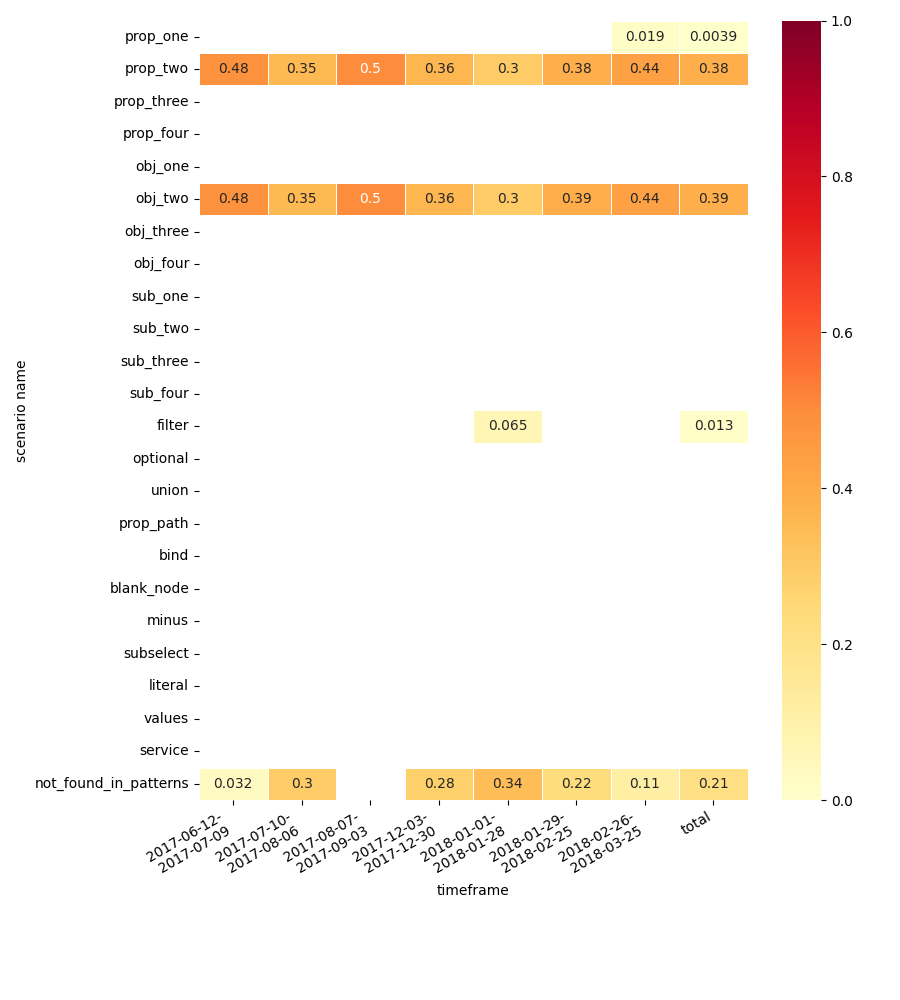 prop_one 0.019 0.0039
prop_two 0.48 0.35 0.5 0.36 0.3 0.38 0.44 0.38
prop_three
prop_four
obj_one
obj_two 0.48 0.35 0.5 0.36 0.3 0.39 0.44 0.39
obj_three
obj_four
sub_one
sub_two
sub_three
sub_four
filter 0.065 0.013
optional
union
prop_path
bind
blank_node
minus
subselect
literal
values
service
not_found_in_patterns 0.032 0.3 0.28 0.34 0.22 0.11 0.21
scenario name
2017-06-12-
2017-07-09
2017-07-10-
2017-08-06
2017-08-07-
2017-09-03
2017-12-03-
2017-12-30
2018-01-01-
2018-01-28
2018-01-29-
2018-02-25
2018-02-26-
2018-03-25
total
timeframe
1.0
0.8
0.6
0.4
0.2
0.0